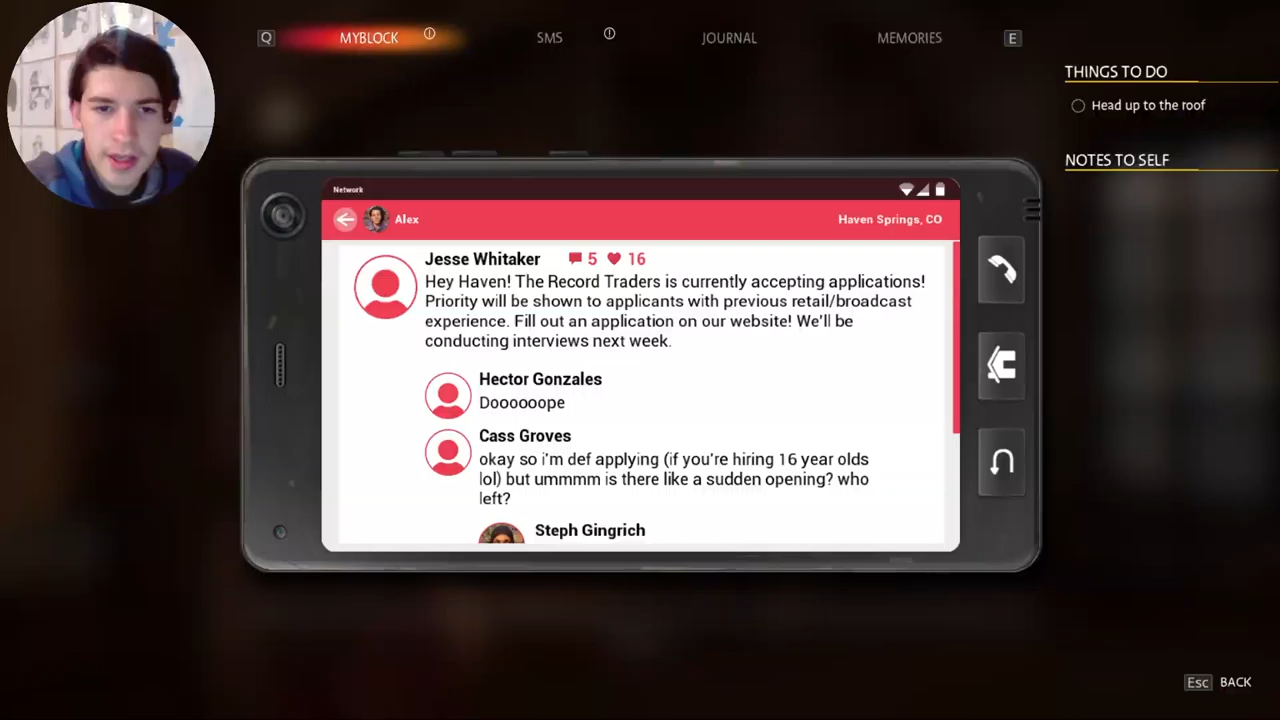 Q MYBLOCK SMS JOURNAL MEMORIES E
THINGS TO DO
Head up to the roof
NOTES TO SELF
Network
Alex Haven Springs, CO
Jesse Whitaker 5 16
Hey Haven! The Record Traders is currently accepting applications!
Priority will be shown to applicants with previous retail/broadcast
experience. Fill out an application on our website! We'll be
conducting interviews next week.
Hector Gonzales
Doooooope
Cass Groves
okay so i'm def applying (if you're hiring 16 year olds
lol) but ummmm is there like a sudden opening? who
left?
Steph Gingrich
Esc BACK